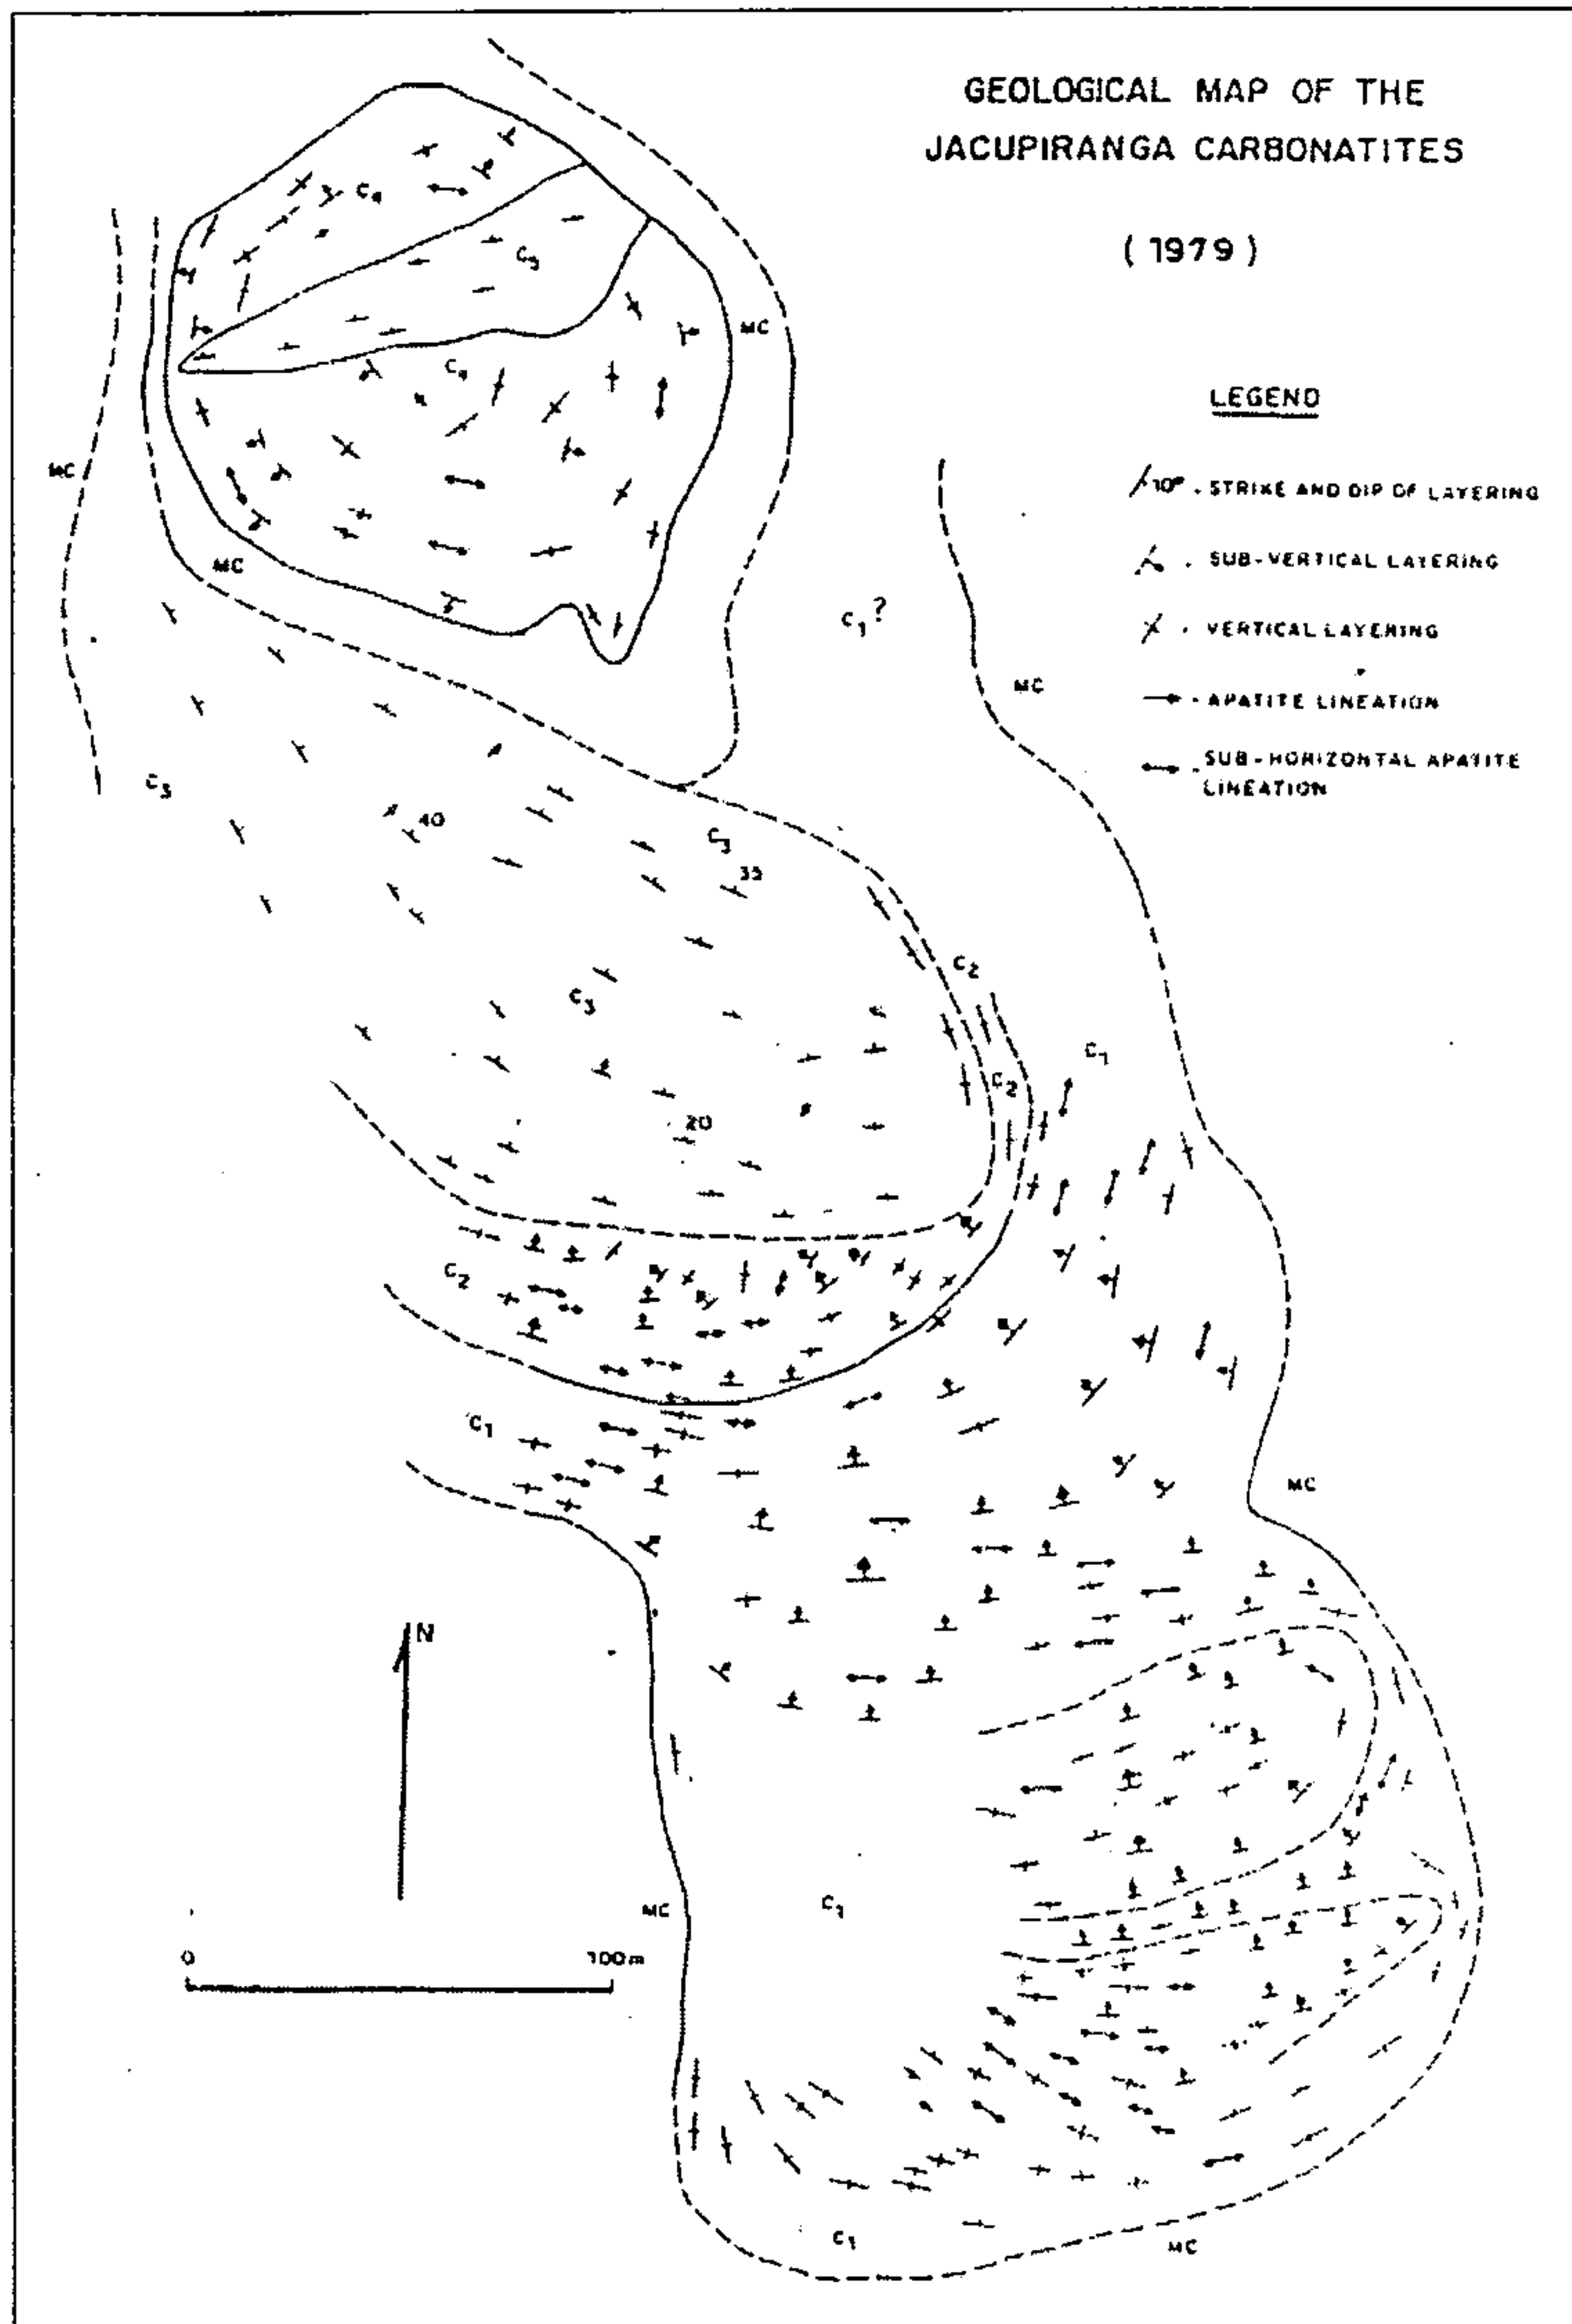 GEOLOGICAL MAP OF THE
JACUPIRANGA CARBONATITES
(1979)
LEGEND
10° . STRIKE AND DIP OF LAYERING
. SUB-VERTICAL LAYERING
. VERTICAL LAYERING
- APATITE LINEATION
- SUB-HORIZONTAL APATITE
LINEATION
C4
C5
MC
C4
MC
MC
C1?
MC
C3
40
C3
35
C2
C3
C1
C2
20
C2
C1
MC
N
C1
MC
0 100m
C1
MC